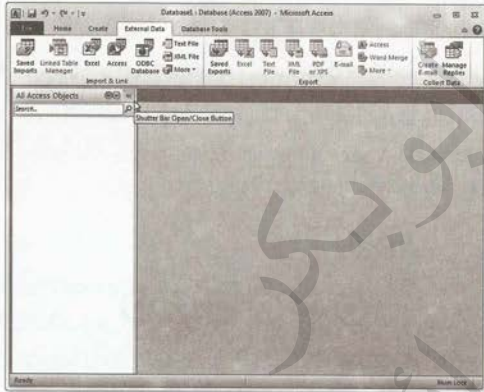 Database1 : Database (Access 2007) - Microsoft Access
File Home Create External Data Database Tools
Saved Imports
Linked Table Manager
Excel
Access
ODBC Database
Text File
XML File
More
Import & Link
Saved Exports
Excel
Text File
XML File
PDF or XPS
E-mail
Access
Word Merge
More
Export
Create E-mail
Manage Replies
Collect Data
All Access Objects
Search...
Shutter Bar Open/Close Button
Ready
Num Lock